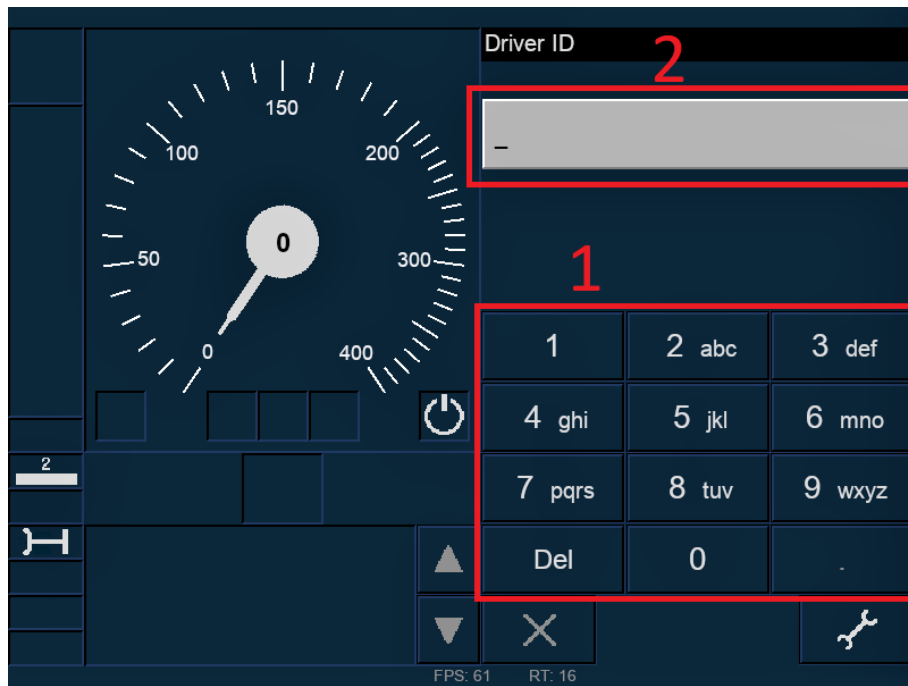 Driver ID
2
150
100
200
_
50
0
300
1
0
400
1
2 abc
3 def
4 ghi
5 jkl
6 mno
7 pqrs
8 tuv
9 wxyz
2
Del
0
.
FPS: 61
RT: 16